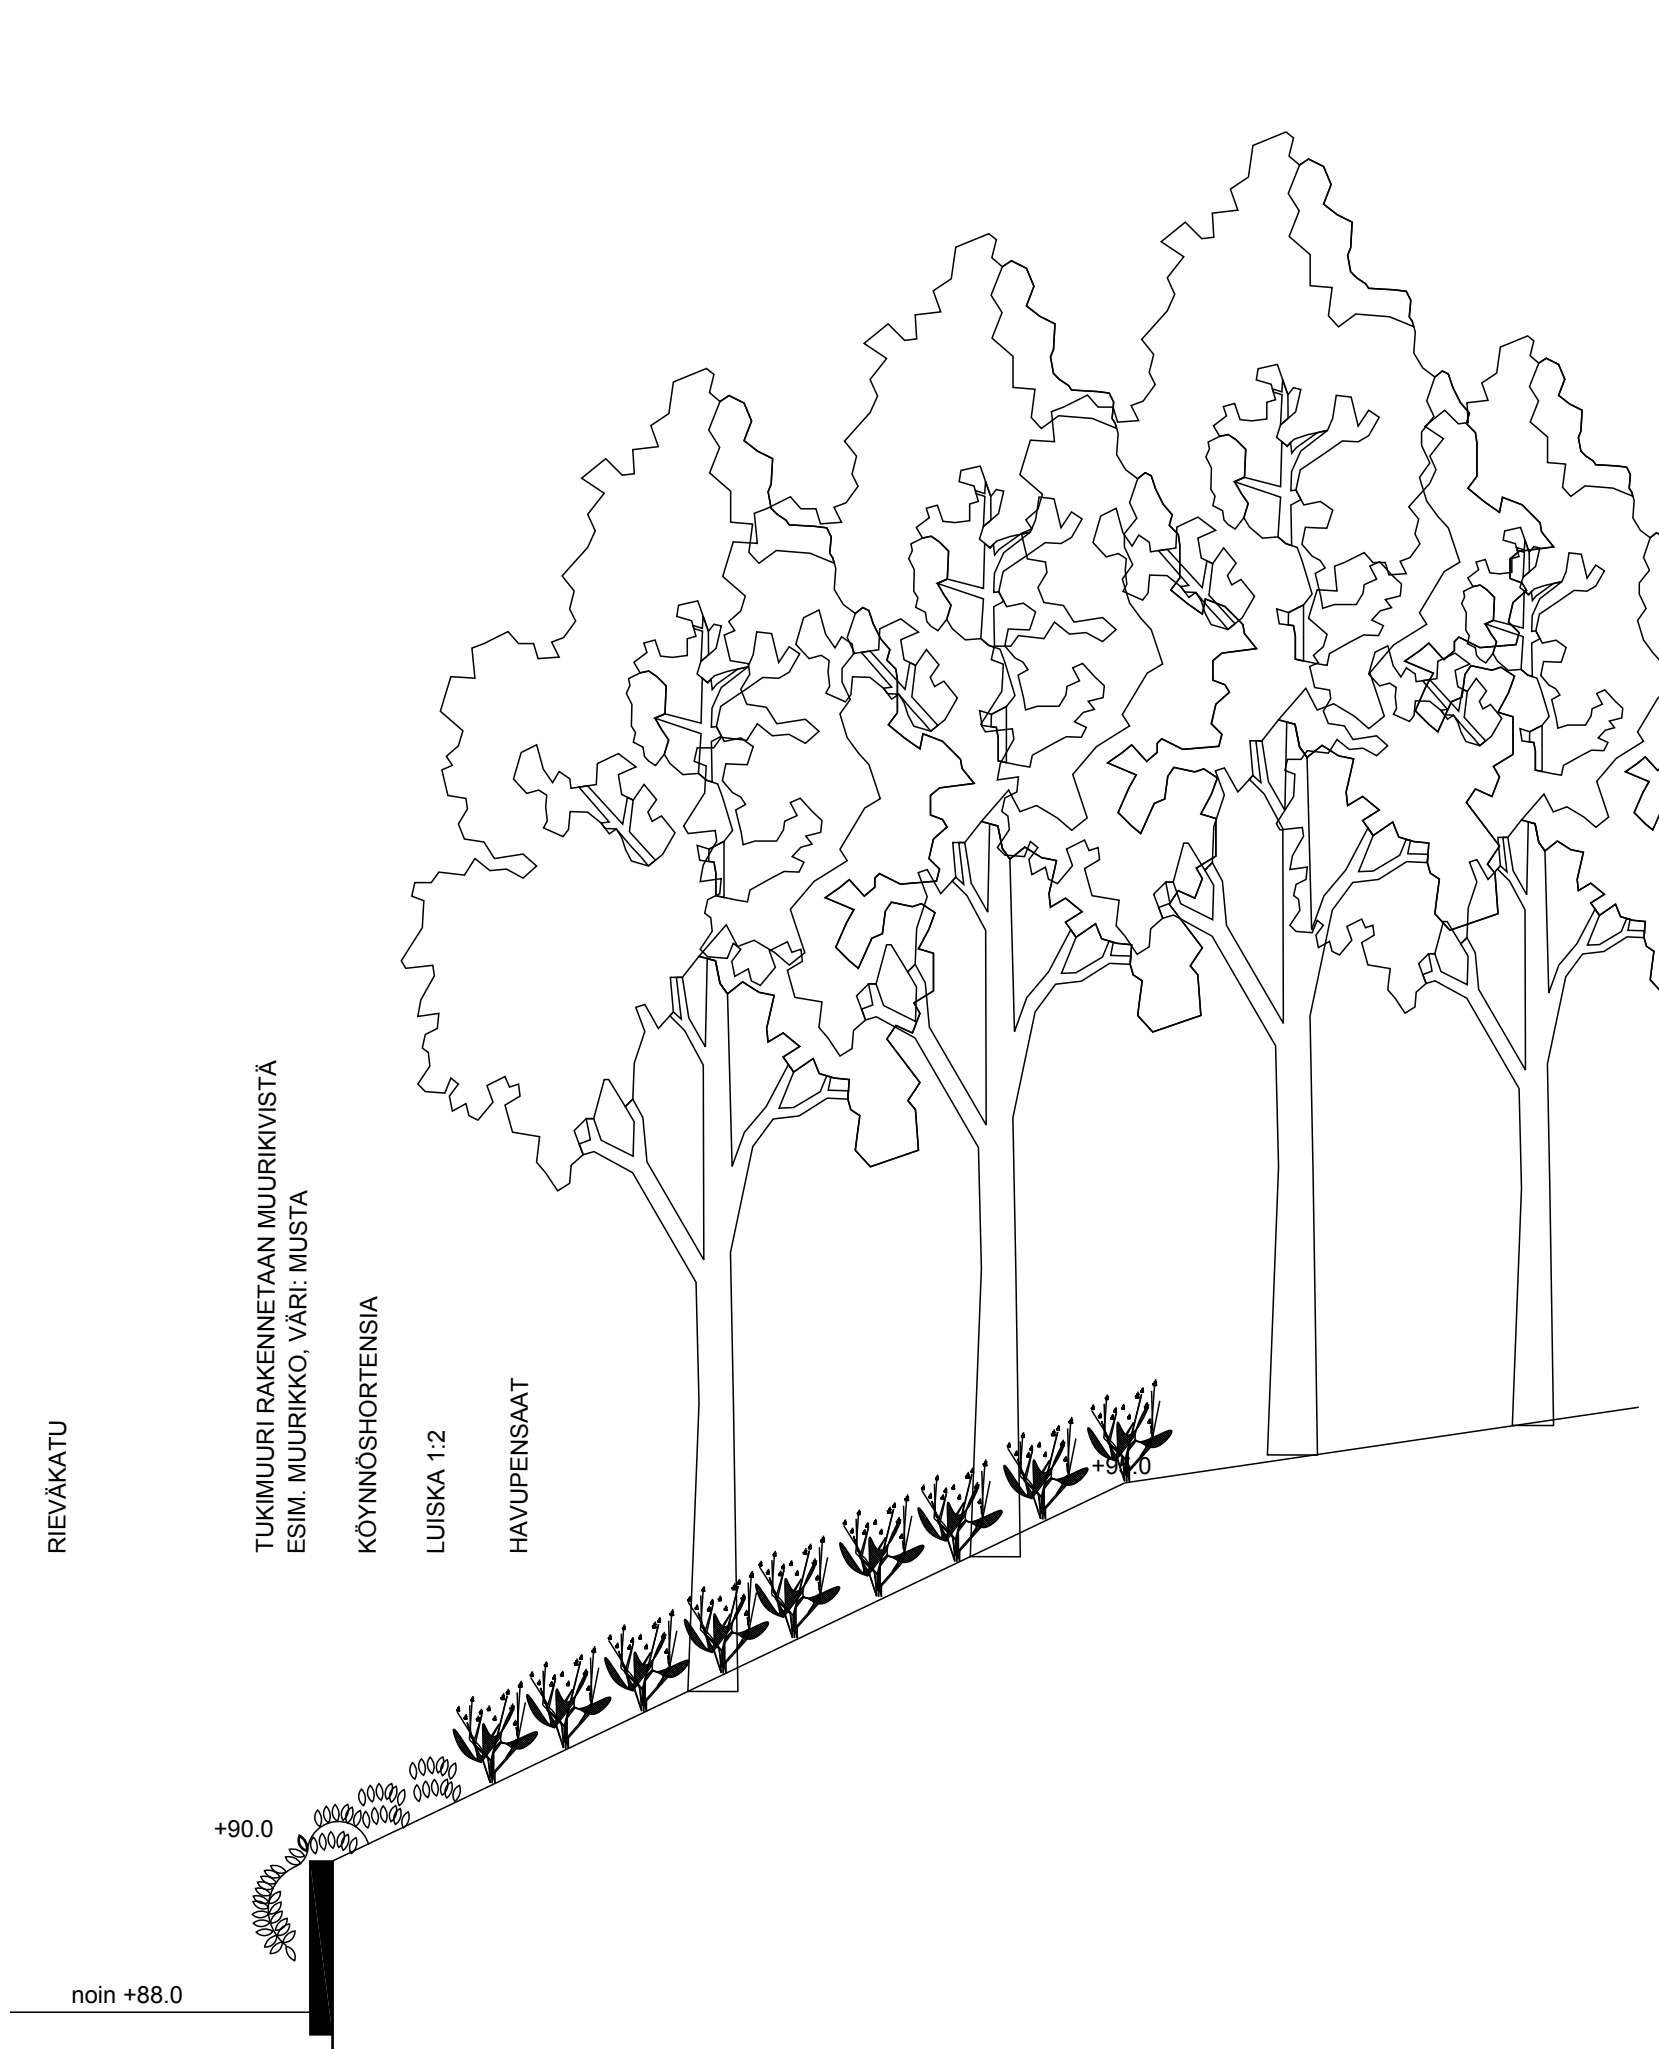 RIEVÄKATU
TUKIMUURI RAKENNETAAN MUURIKIVISTÄ
ESIM. MUURIKKO, VÄRI: MUSTA
KÖYNNÖSHORTENSIA
LUISKA 1:2
HAVUPENSAAT
+90.0
noin +88.0